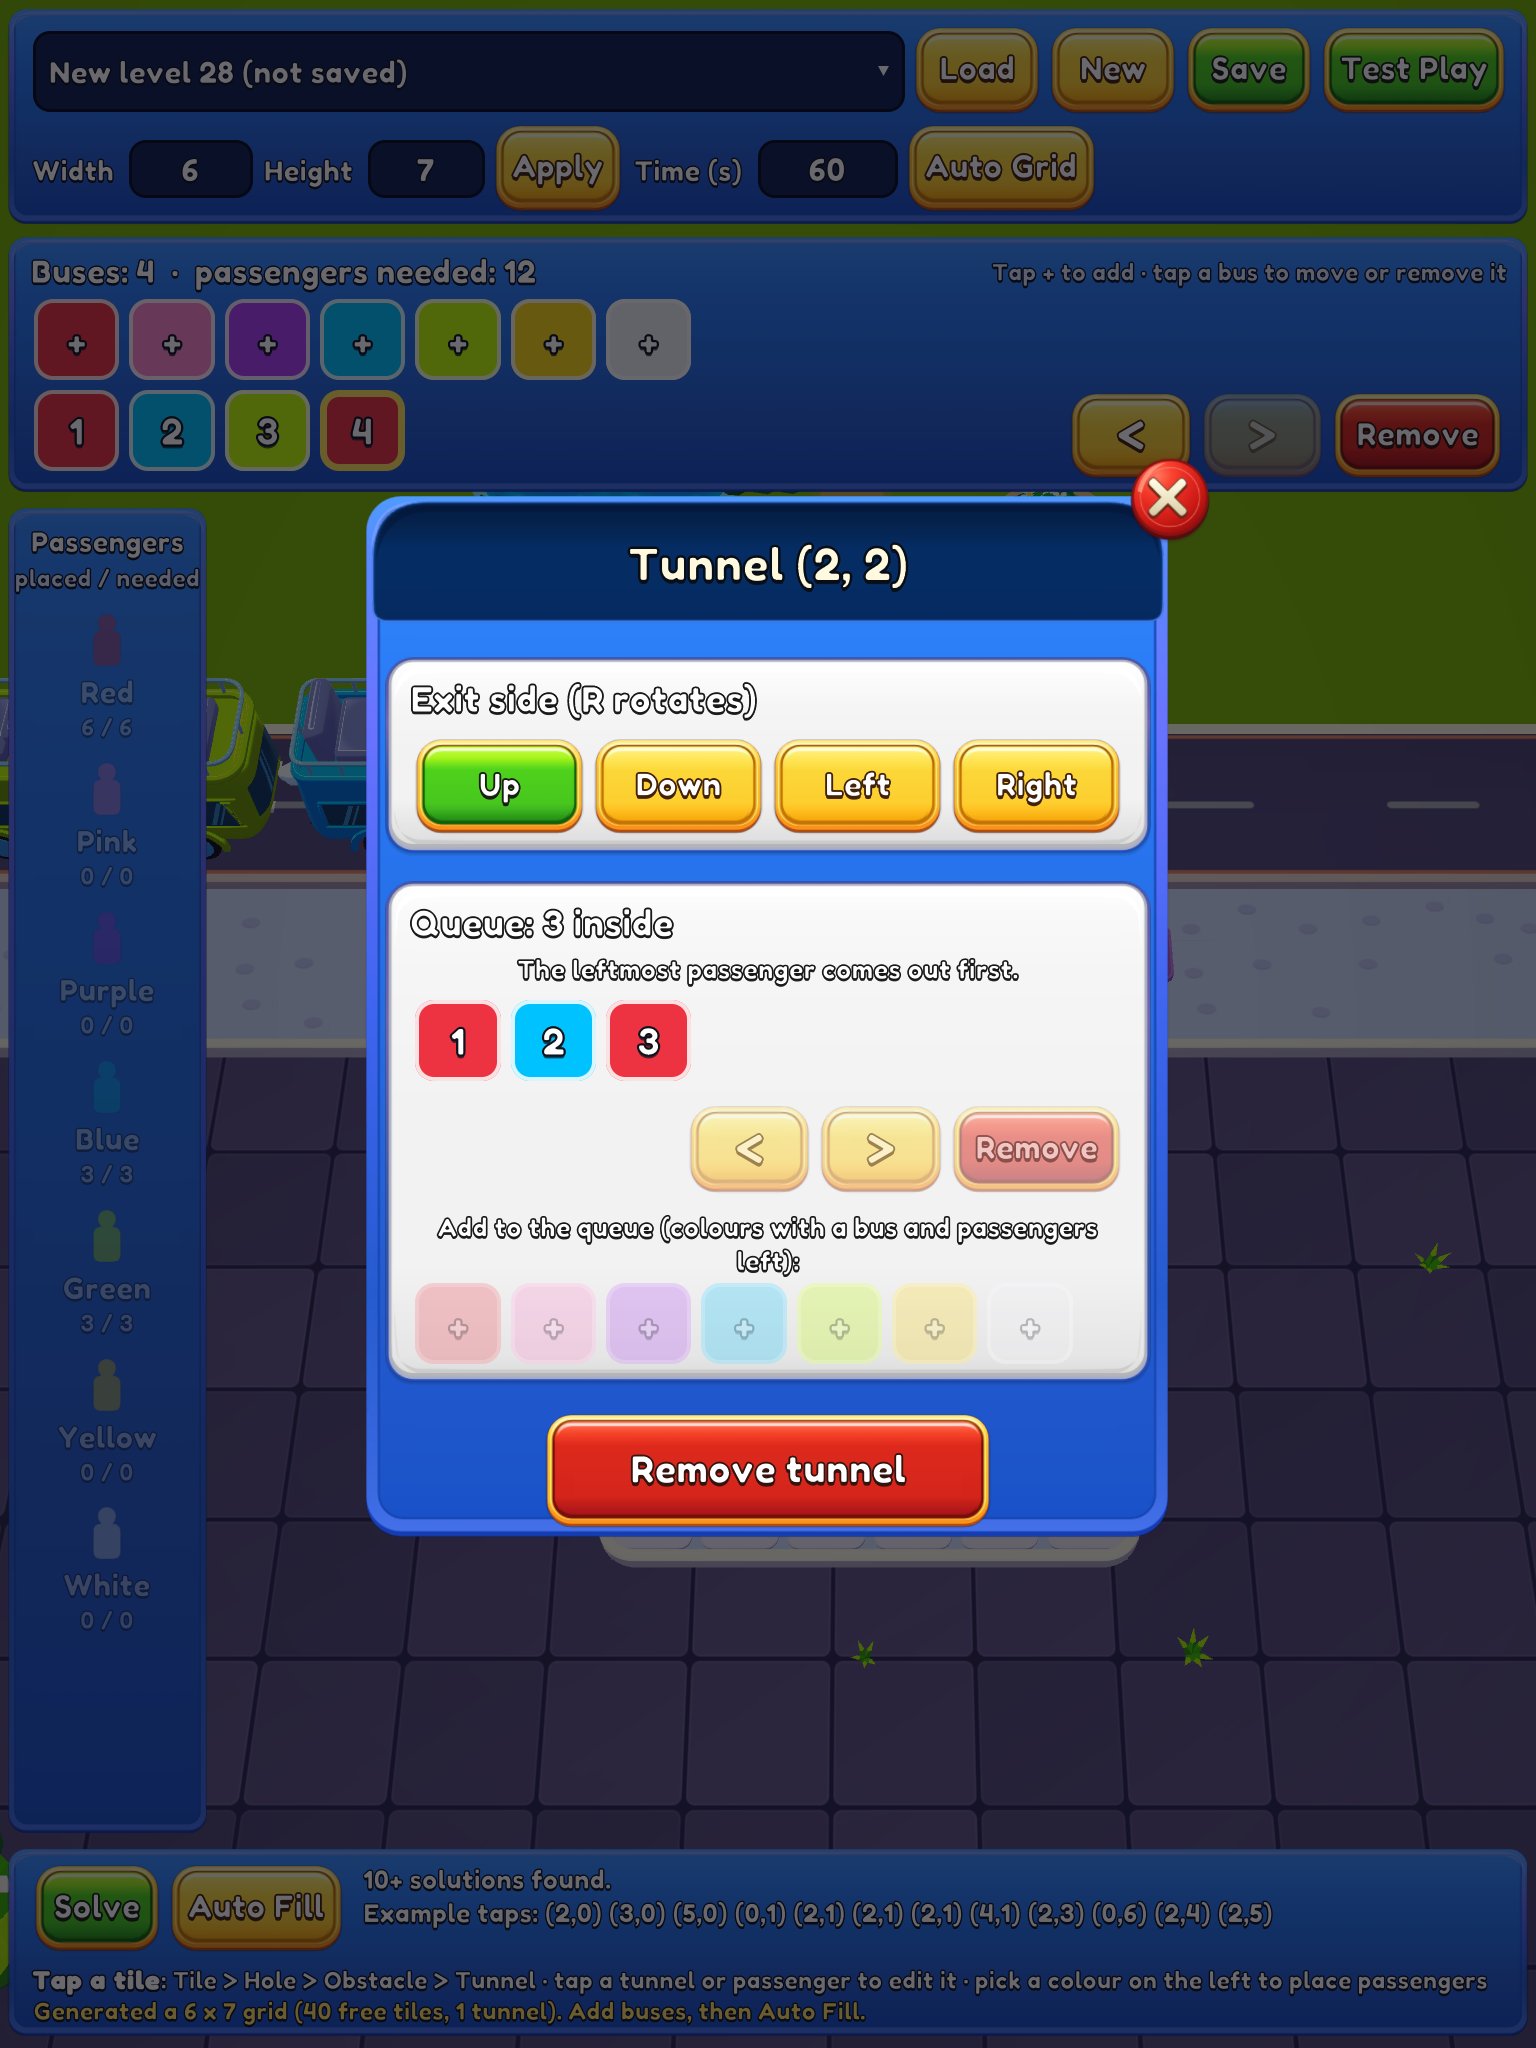 New level 28 (not saved)
Load
New
Save
Test Play
Width
6
Height
7
Apply
Time (s)
60
Auto Grid
Buses: 4 · passengers needed: 12
Tap + to add · tap a bus to move or remove it
+ + + + + + +
1 2 3 4
<
>
Remove
Tunnel (2, 2)
Passengers
placed / needed
Red
6 / 6
Pink
0 / 0
Purple
0 / 0
Blue
3 / 3
Green
3 / 3
Yellow
0 / 0
White
0 / 0
Exit side (R rotates)
Up
Down
Left
Right
Queue: 3 inside
The leftmost passenger comes out first.
1 2 3
<
>
Remove
Add to the queue (colours with a bus and passengers
left):
+ + + + + + +
Remove tunnel
Solve
Auto Fill
10+ solutions found.
Example taps: (2,0) (3,0) (5,0) (0,1) (2,1) (2,1) (2,1) (4,1) (2,3) (0,6) (2,4) (2,5)
Tap a tile: Tile > Hole > Obstacle > Tunnel · tap a tunnel or passenger to edit it · pick a colour on the left to place passengers
Generated a 6 x 7 grid (40 free tiles, 1 tunnel). Add buses, then Auto Fill.